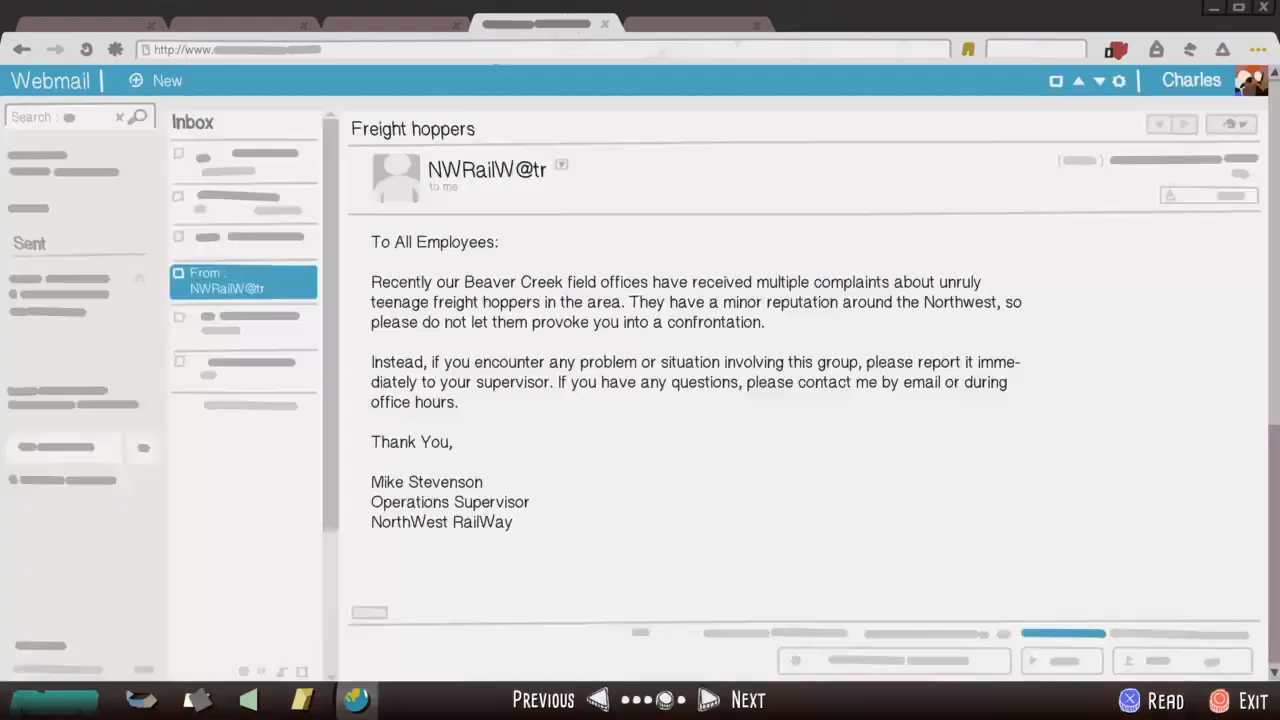 http://www.
Webmail
New
Charles
Search :
Inbox
Freight hoppers
NWRailW@tr
to me
Sent
From :
NWRailW@tr
To All Employees:
Recently our Beaver Creek field offices have received multiple complaints about unruly
teenage freight hoppers in the area. They have a minor reputation around the Northwest, so
please do not let them provoke you into a confrontation.
Instead, if you encounter any problem or situation involving this group, please report it imme-
diately to your supervisor. If you have any questions, please contact me by email or during
office hours.
Thank You,
Mike Stevenson
Operations Supervisor
NorthWest RailWay
Previous
Next
Read
Exit